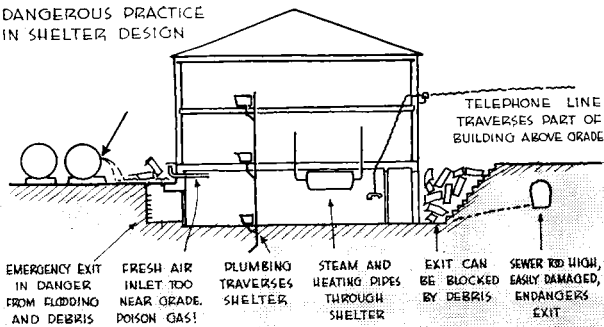 DANGEROUS PRACTICE
IN SHELTER DESIGN
TELEPHONE LINE
TRAVERSES PART OF
BUILDING ABOVE GRADE
EMERGENCY EXIT
IN DANGER
FROM FLOODING
AND DEBRIS
FRESH AIR
INLET TOO
NEAR GRADE.
POISON GAS!
PLUMBING
TRAVERSES
SHELTER
STEAM AND
HEATING PIPES
THROUGH
SHELTER
EXIT CAN
BE BLOCKED
BY DEBRIS
SEWER TOO HIGH,
EASILY DAMAGED,
ENDANGERS
EXIT